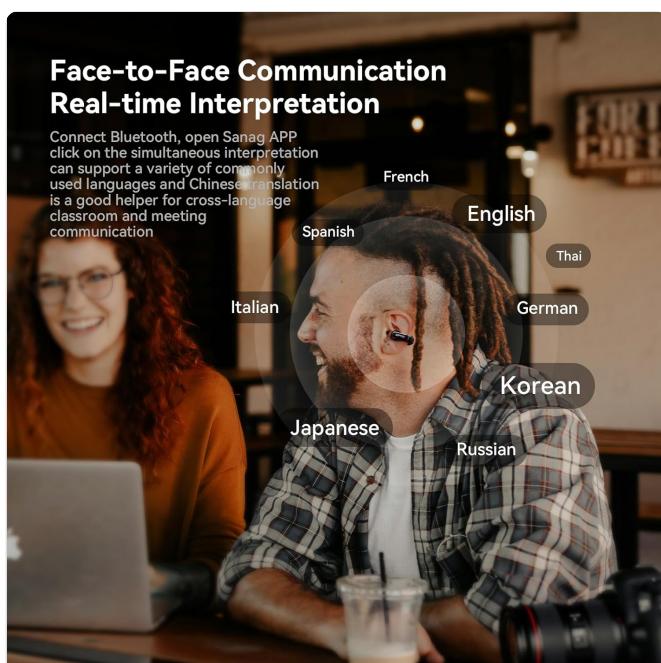 Face-to-Face Communication
Real-time Interpretation
Connect Bluetooth, open Sanag APP
click on the simultaneous interpretation
can support a variety of commonly
used languages and Chinese translation
is a good helper for cross-language
classroom and meeting
communication
French
English
Spanish
Thai
Italian
German
Korean
Japanese
Russian